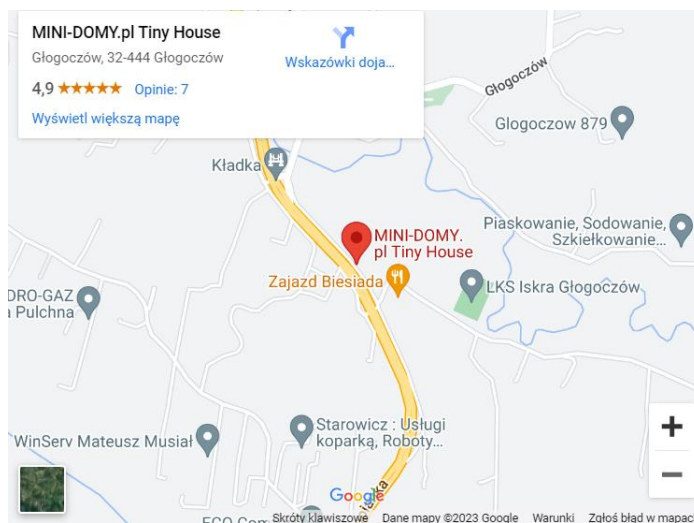 MINI-DOMY.pl Tiny House
Głogoczów, 32-444 Głogoczów
Wskazówki doja...
4,9
Opinie: 7
Wyświetl większą mapę
Głogoczów
Glogoczow 879
Kładka
MINI-DOMY.
pl Tiny House
Piaskowanie, Sodowanie,
Szkiełkowanie...
Zajazd Biesiada
LKS Iskra Głogoczów
DRO-GAZ
a Pulchna
Starowicz : Usługi
koparką, Roboty...
WinServ Mateusz Musiał
Google
Skróty klawiszowe
Dane mapy ©2023 Google
Warunki
Zgłoś błąd w mapach